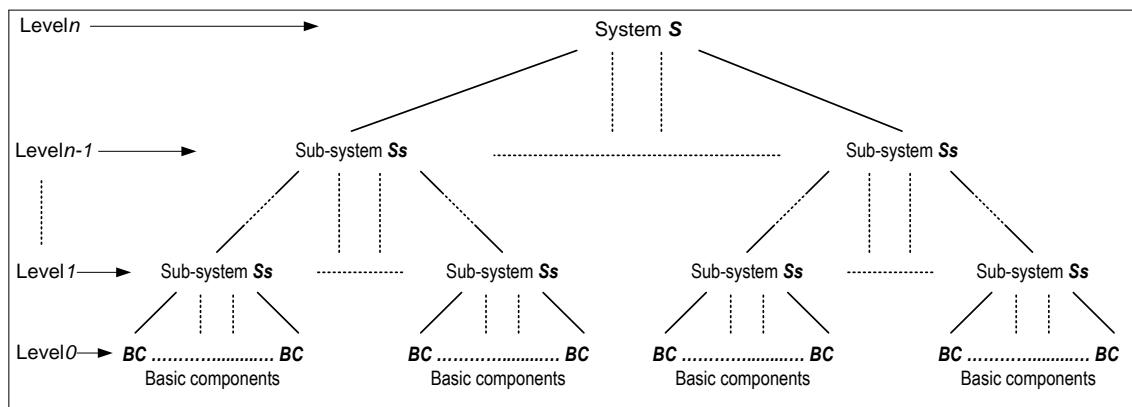 Leveln
System S
Leveln-1
Sub-system Ss
Sub-system Ss
Level1
Sub-system Ss
Sub-system Ss
Sub-system Ss
Sub-system Ss
Level0
BC ..................... BC
BC ..................... BC
BC ..................... BC
BC ..................... BC
Basic components
Basic components
Basic components
Basic components